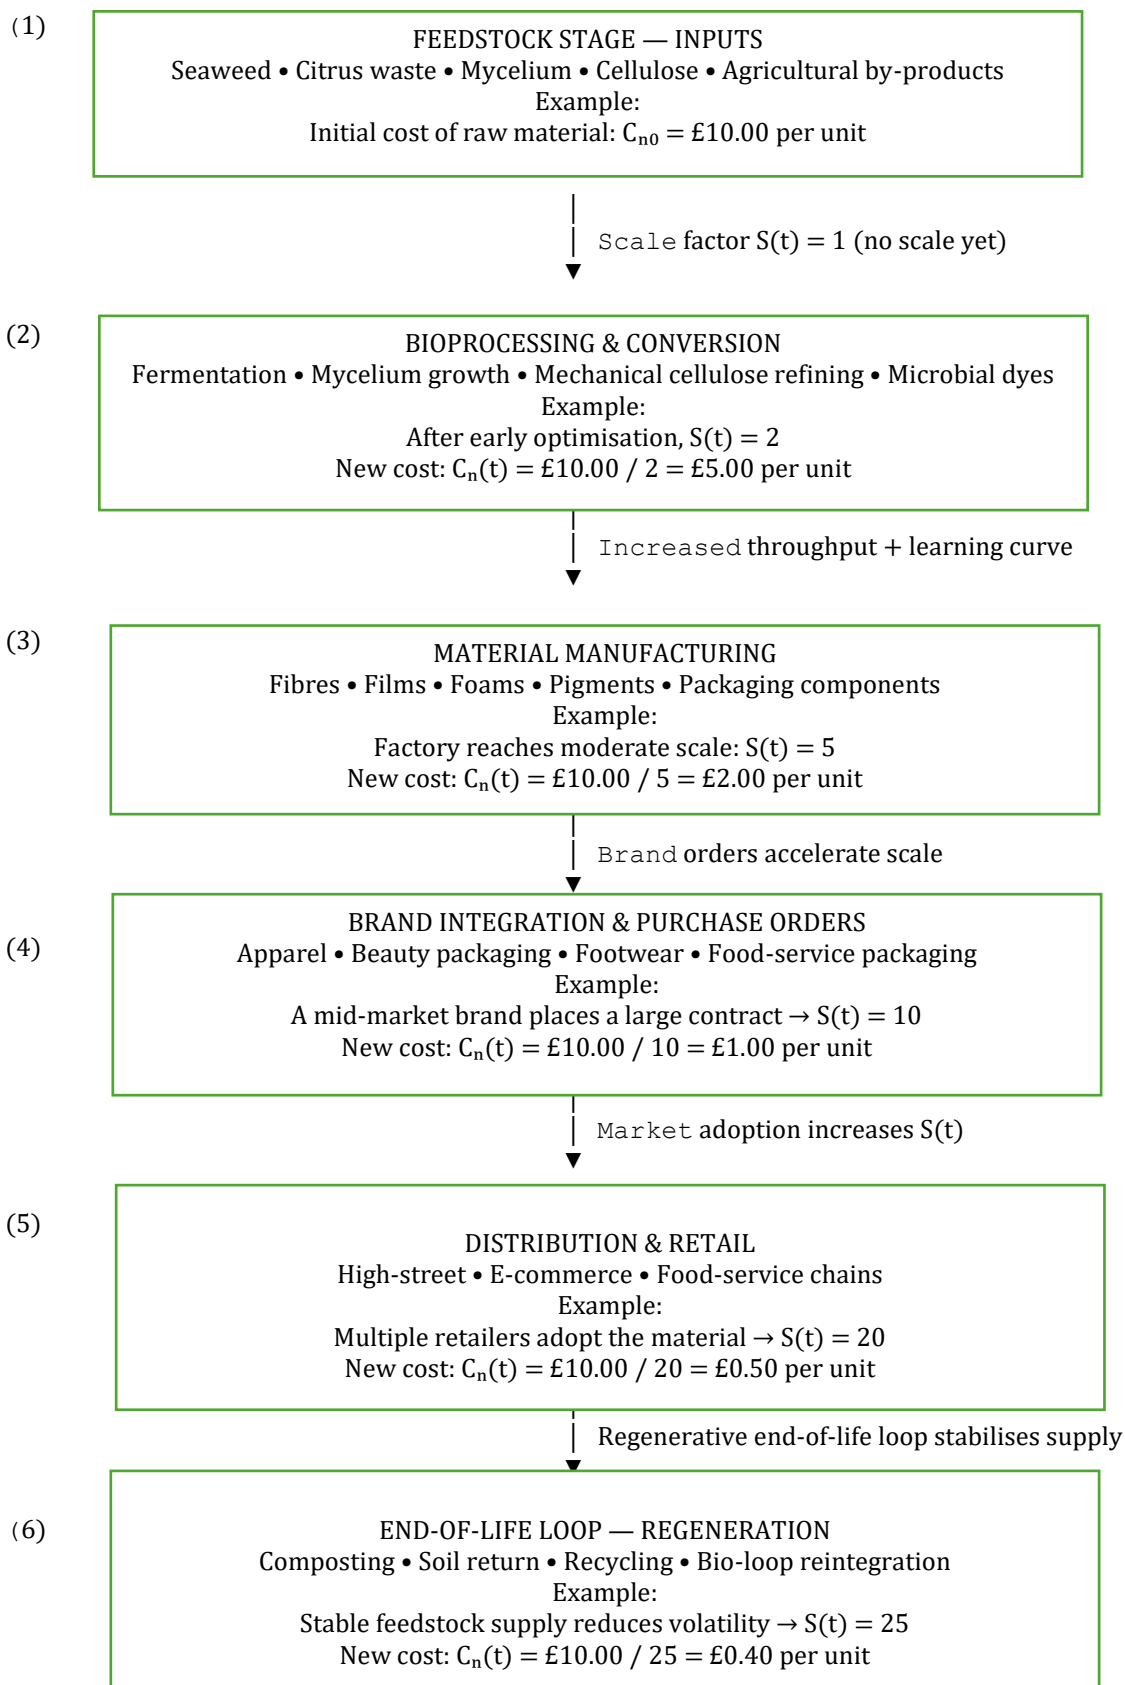 (1)
FEEDSTOCK STAGE — INPUTS
Seaweed • Citrus waste • Mycelium • Cellulose • Agricultural by-products
Example:
Initial cost of raw material: Cₙ₀ = £10.00 per unit
Scale factor S(t) = 1 (no scale yet)
(2)
BIOPROCESSING & CONVERSION
Fermentation • Mycelium growth • Mechanical cellulose refining • Microbial dyes
Example:
After early optimisation, S(t) = 2
New cost: Cₙ(t) = £10.00 / 2 = £5.00 per unit
Increased throughput + learning curve
(3)
MATERIAL MANUFACTURING
Fibres • Films • Foams • Pigments • Packaging components
Example:
Factory reaches moderate scale: S(t) = 5
New cost: Cₙ(t) = £10.00 / 5 = £2.00 per unit
Brand orders accelerate scale
(4)
BRAND INTEGRATION & PURCHASE ORDERS
Apparel • Beauty packaging • Footwear • Food-service packaging
Example:
A mid-market brand places a large contract → S(t) = 10
New cost: Cₙ(t) = £10.00 / 10 = £1.00 per unit
Market adoption increases S(t)
(5)
DISTRIBUTION & RETAIL
High-street • E-commerce • Food-service chains
Example:
Multiple retailers adopt the material → S(t) = 20
New cost: Cₙ(t) = £10.00 / 20 = £0.50 per unit
Regenerative end-of-life loop stabilises supply
(6)
END-OF-LIFE LOOP — REGENERATION
Composting • Soil return • Recycling • Bio-loop reintegration
Example:
Stable feedstock supply reduces volatility → S(t) = 25
New cost: Cₙ(t) = £10.00 / 25 = £0.40 per unit